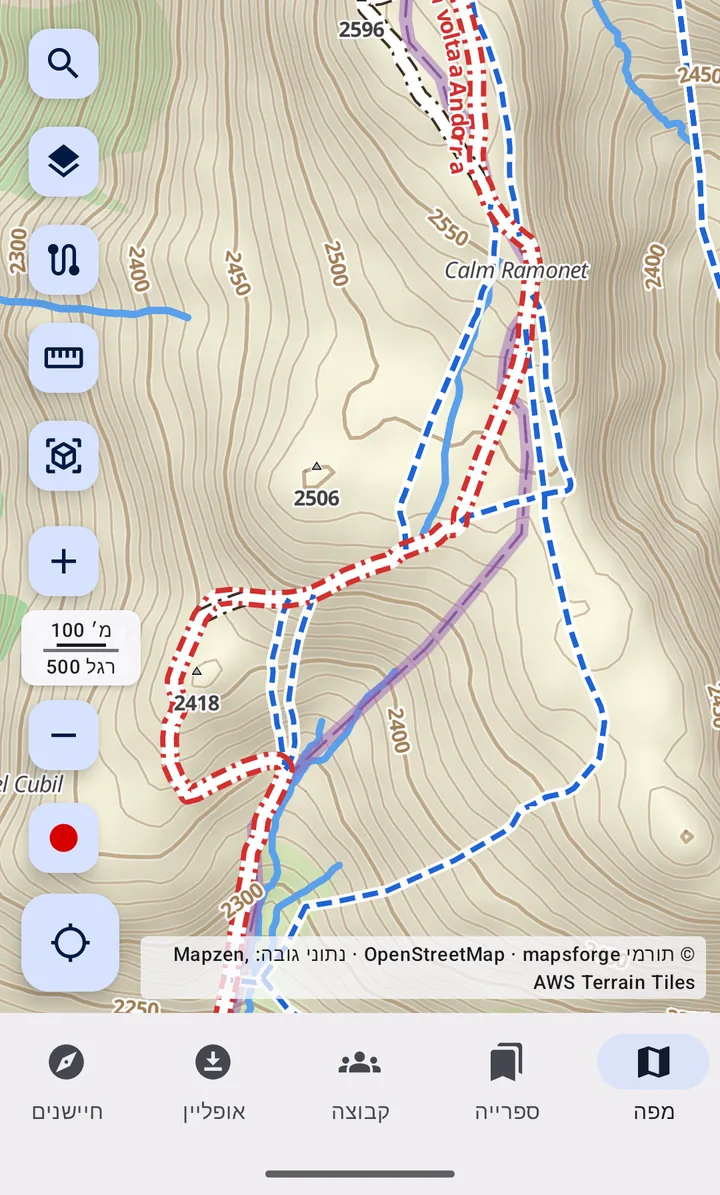 2596
volta a Andorra
2450
2550
2300
2400
2450
2500
2400
Calm Ramonet
2506
100 מ׳
500 רגל
2418
2400
el Cubil
2300
© תורמי OpenStreetMap · mapsforge · נתוני גובה: Mapzen,
AWS Terrain Tiles
2250
חיישנים
אופליין
קבוצה
ספרייה
מפה